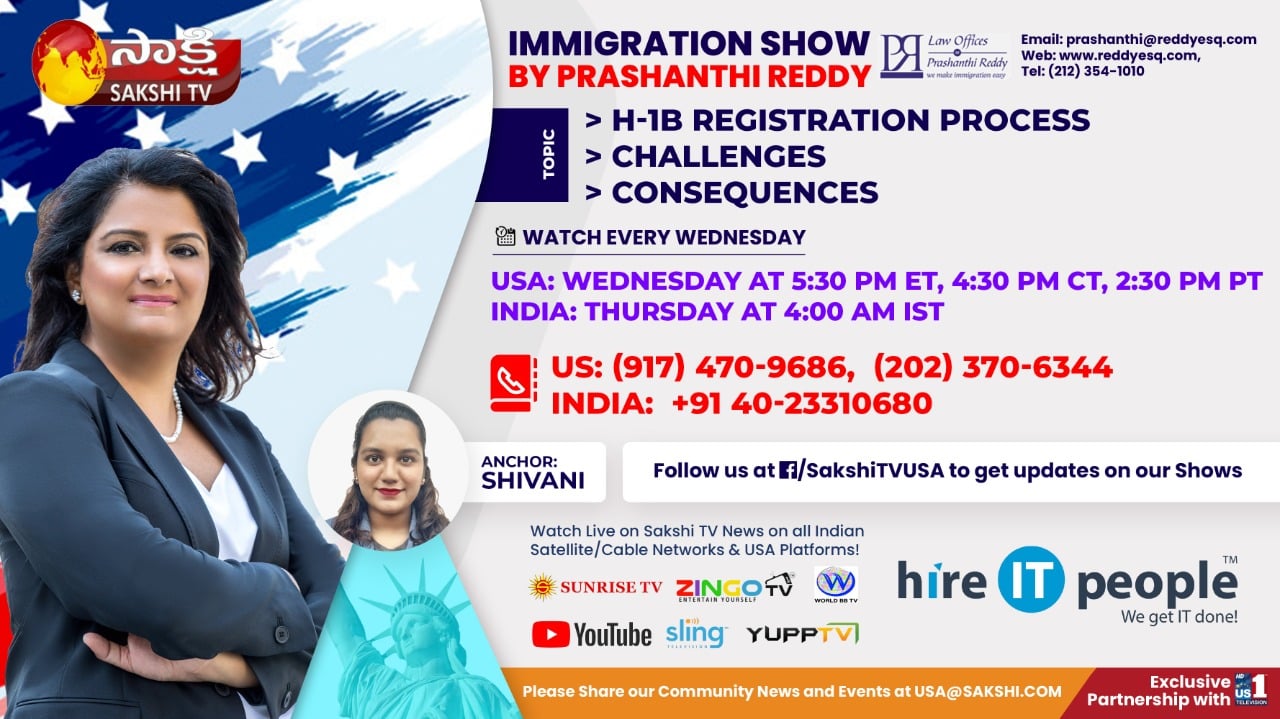 సాక్షి
SAKSHI TV
IMMIGRATION SHOW
BY PRASHANTHI REDDY
PR
Law Offices
of
Prashanthi Reddy
we make immigration easy
Email: prashanthi@reddyesq.com
Web: www.reddyesq.com,
Tel: (212) 354-1010
TOPIC
> H-1B REGISTRATION PROCESS
> CHALLENGES
> CONSEQUENCES
WATCH EVERY WEDNESDAY
USA: WEDNESDAY AT 5:30 PM ET, 4:30 PM CT, 2:30 PM PT
INDIA: THURSDAY AT 4:00 AM IST
US: (917) 470-9686, (202) 370-6344
INDIA: +91 40-23310680
ANCHOR:
SHIVANI
Follow us at f/SakshiTVUSA to get updates on our Shows
Watch Live on Sakshi TV News on all Indian
Satellite/Cable Networks & USA Platforms!
SUNRISE TV
ZINGO TV
ENTERTAIN YOURSELF
W
WORLD BB TV
YouTube
sling
TELEVISION
YUPPTV
hire IT people™
We get IT done!
Please Share our Community News and Events at USA@SAKSHI.COM
Exclusive
Partnership with
HD
US 1
TELEVISION